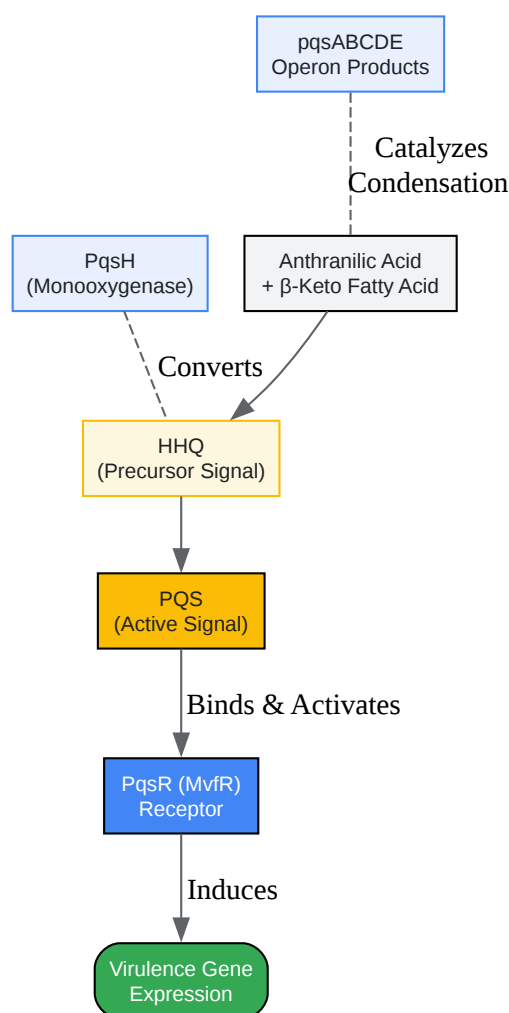 pqsABCDE
Operon Products
Catalyzes
Condensation
PqsH
(Monooxygenase)
Anthranilic Acid
+ β-Keto Fatty Acid
Converts
HHQ
(Precursor Signal)
PQS
(Active Signal)
Binds & Activates
PqsR (MvfR)
Receptor
Induces
Virulence Gene
Expression